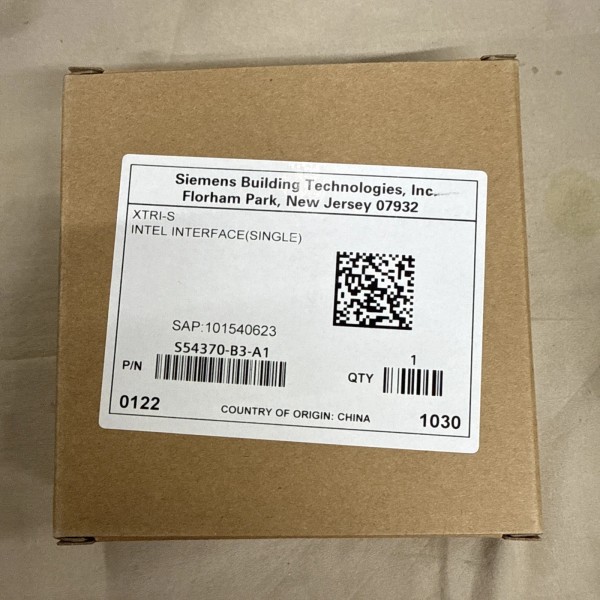 Siemens Building Technologies, Inc.
Florham Park, New Jersey 07932
XTRI-S
INTEL INTERFACE(SINGLE)
SAP:101540623
S54370-B3-A1
P/N
1
QTY
0122
COUNTRY OF ORIGIN: CHINA
1030